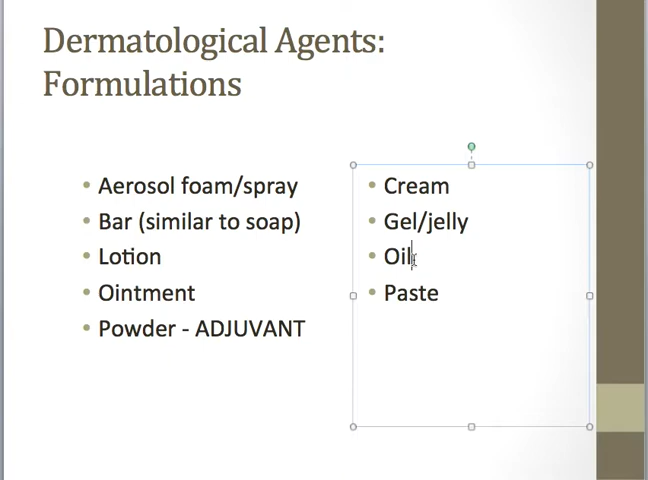 Dermatological Agents:
Formulations
• Aerosol foam/spray
• Bar (similar to soap)
• Lotion
• Ointment
• Powder - ADJUVANT
• Cream
• Gel/jelly
• Oil
• Paste